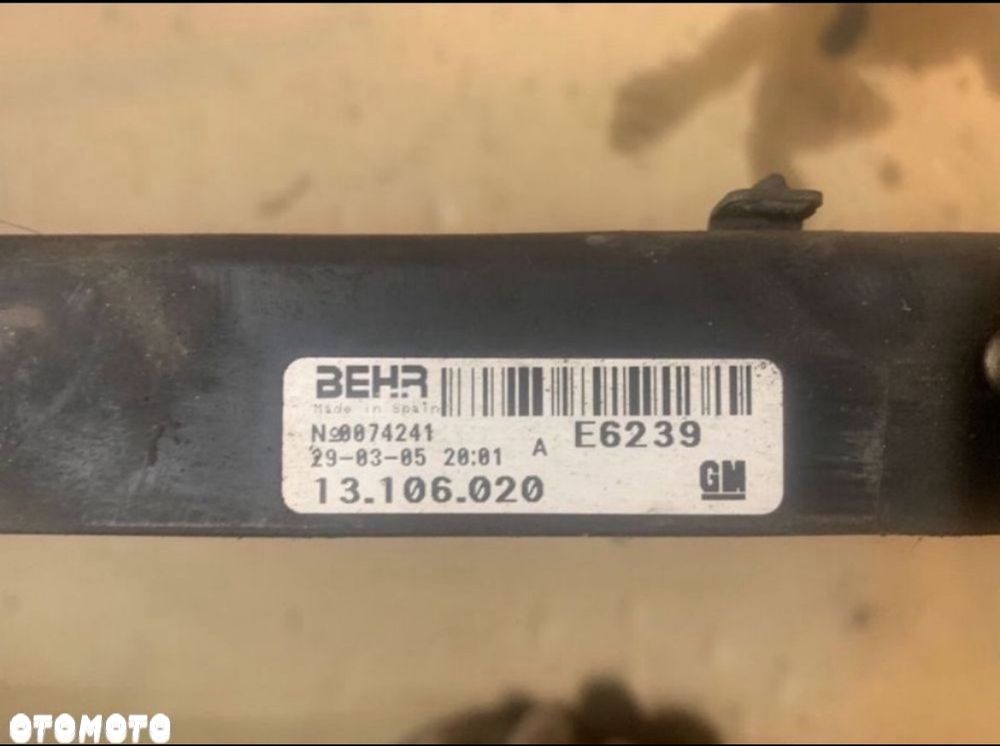 BEHR
Made in Spain
Nº0074241
A
E6239
29-03-05 20:01
13.106.020
GM
OTOMOTO